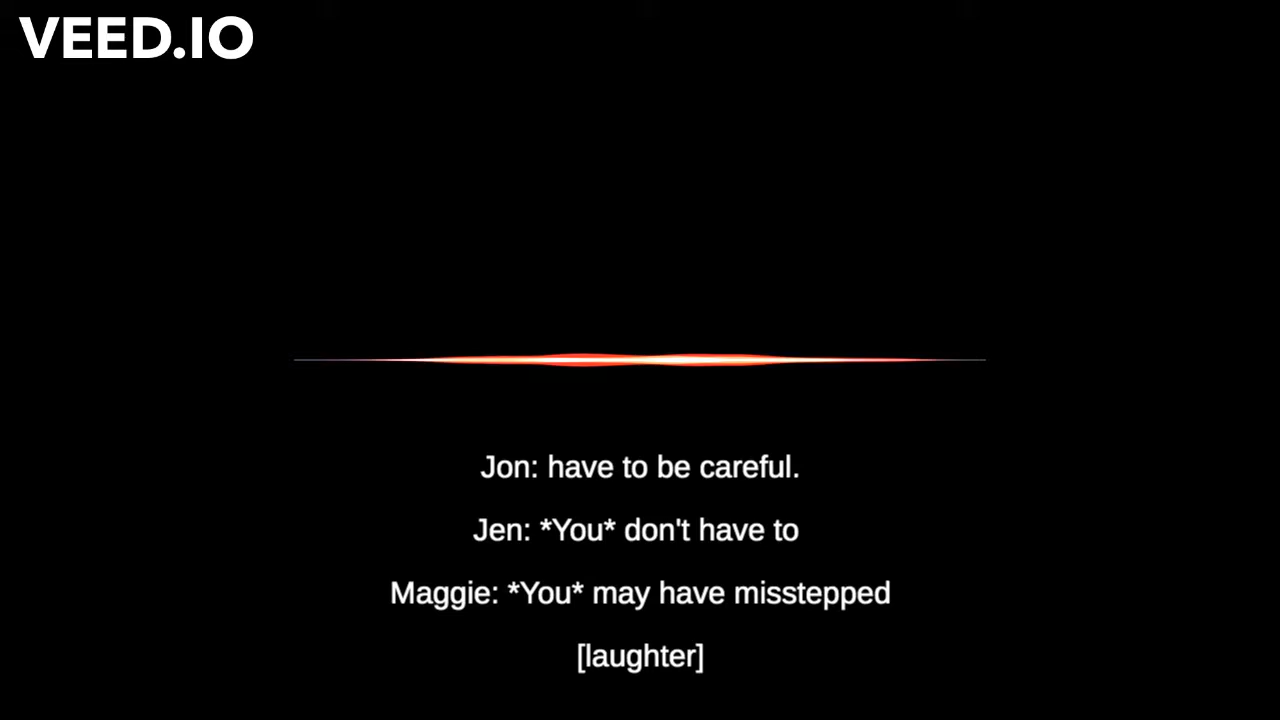 VEED.IO
Jon: have to be careful.
Jen: *You* don't have to
Maggie: *You* may have misstepped
[laughter]